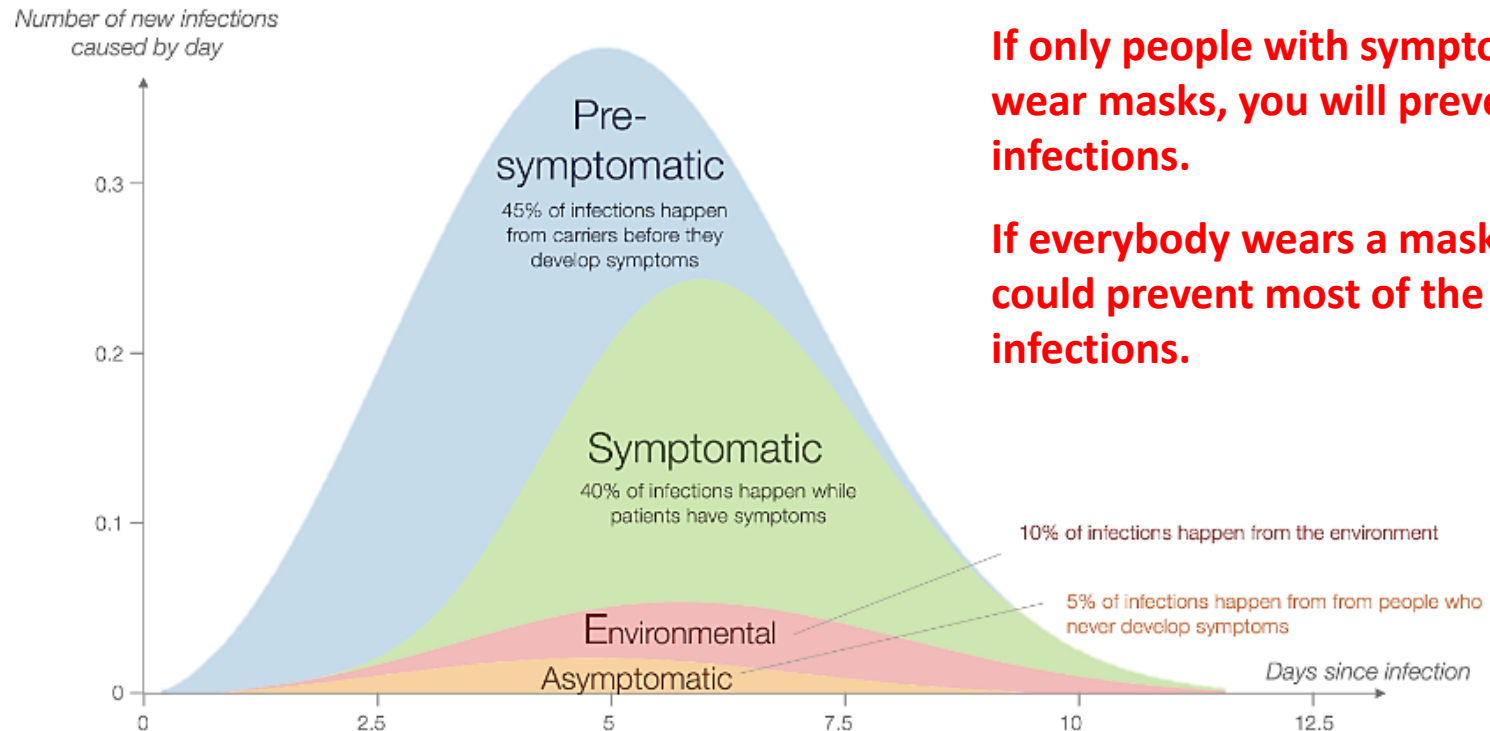 Number of new infections
caused by day
If only people with
wear masks, you will
infections.
If everybody wears a
could prevent most of the
infections.
Pre-
symptomatic
45% of infections happen
from carriers before they
develop symptoms
0.3
0.2
Symptomatic
40% of infections happen while
patients have symptoms
0.1
10% of infections happen from the environment
5% of infections happen from from people who
never develop symptoms
Environmental
Asymptomatic
Days since infection
0
0
2.5
5
7.5
10
12.5